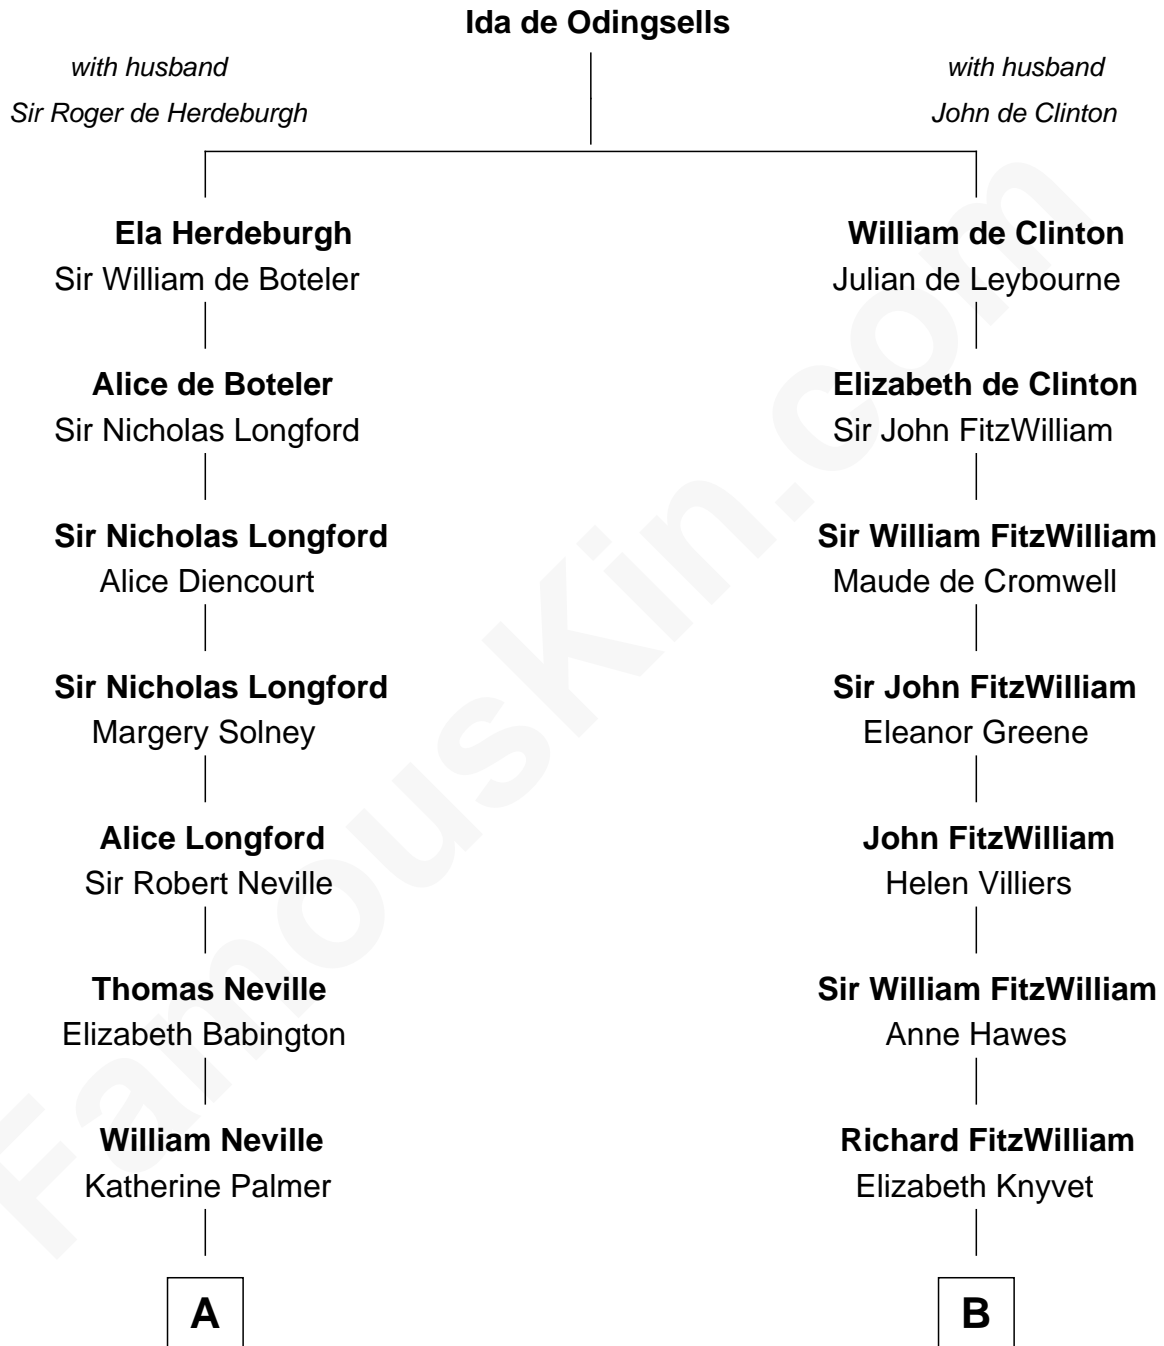 Ida de Odingsells
with husband
Sir Roger de Herdeburgh
with husband
John de Clinton
Ela Herdeburgh
Sir William de Boteler
William de Clinton
Julian de Leybourne
Alice de Boteler
Sir Nicholas Longford
Elizabeth de Clinton
Sir John FitzWilliam
Sir Nicholas Longford
Alice Diencourt
Sir William FitzWilliam
Maude de Cromwell
Sir Nicholas Longford
Margery Solney
Sir John FitzWilliam
Eleanor Greene
Alice Longford
Sir Robert Neville
John FitzWilliam
Helen Villiers
Thomas Neville
Elizabeth Babington
Sir William FitzWilliam
Anne Hawes
William Neville
Katherine Palmer
Richard FitzWilliam
Elizabeth Knyvet
A
B
FamousKin.com